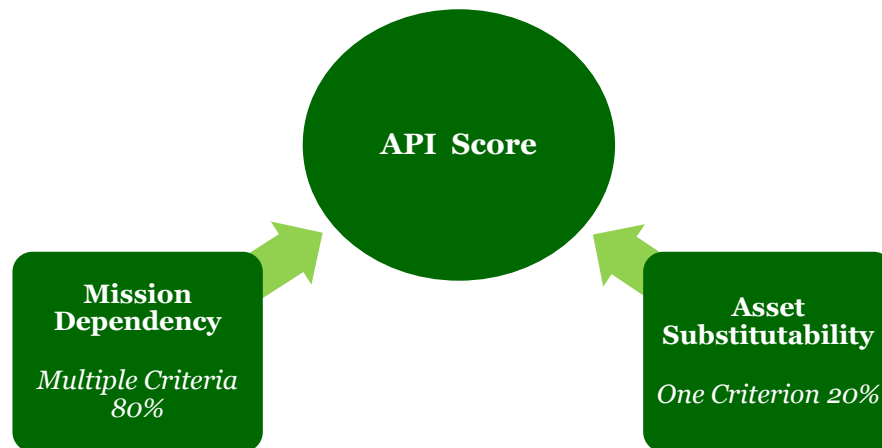 API Score
Mission
Dependency
Multiple Criteria
80%
Asset
Substitutability
One Criterion 20%